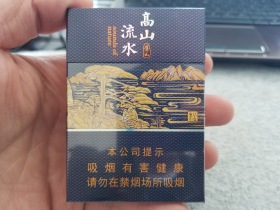 高山
流水
本公司提示
吸烟有害健康
请勿在禁烟场所吸烟